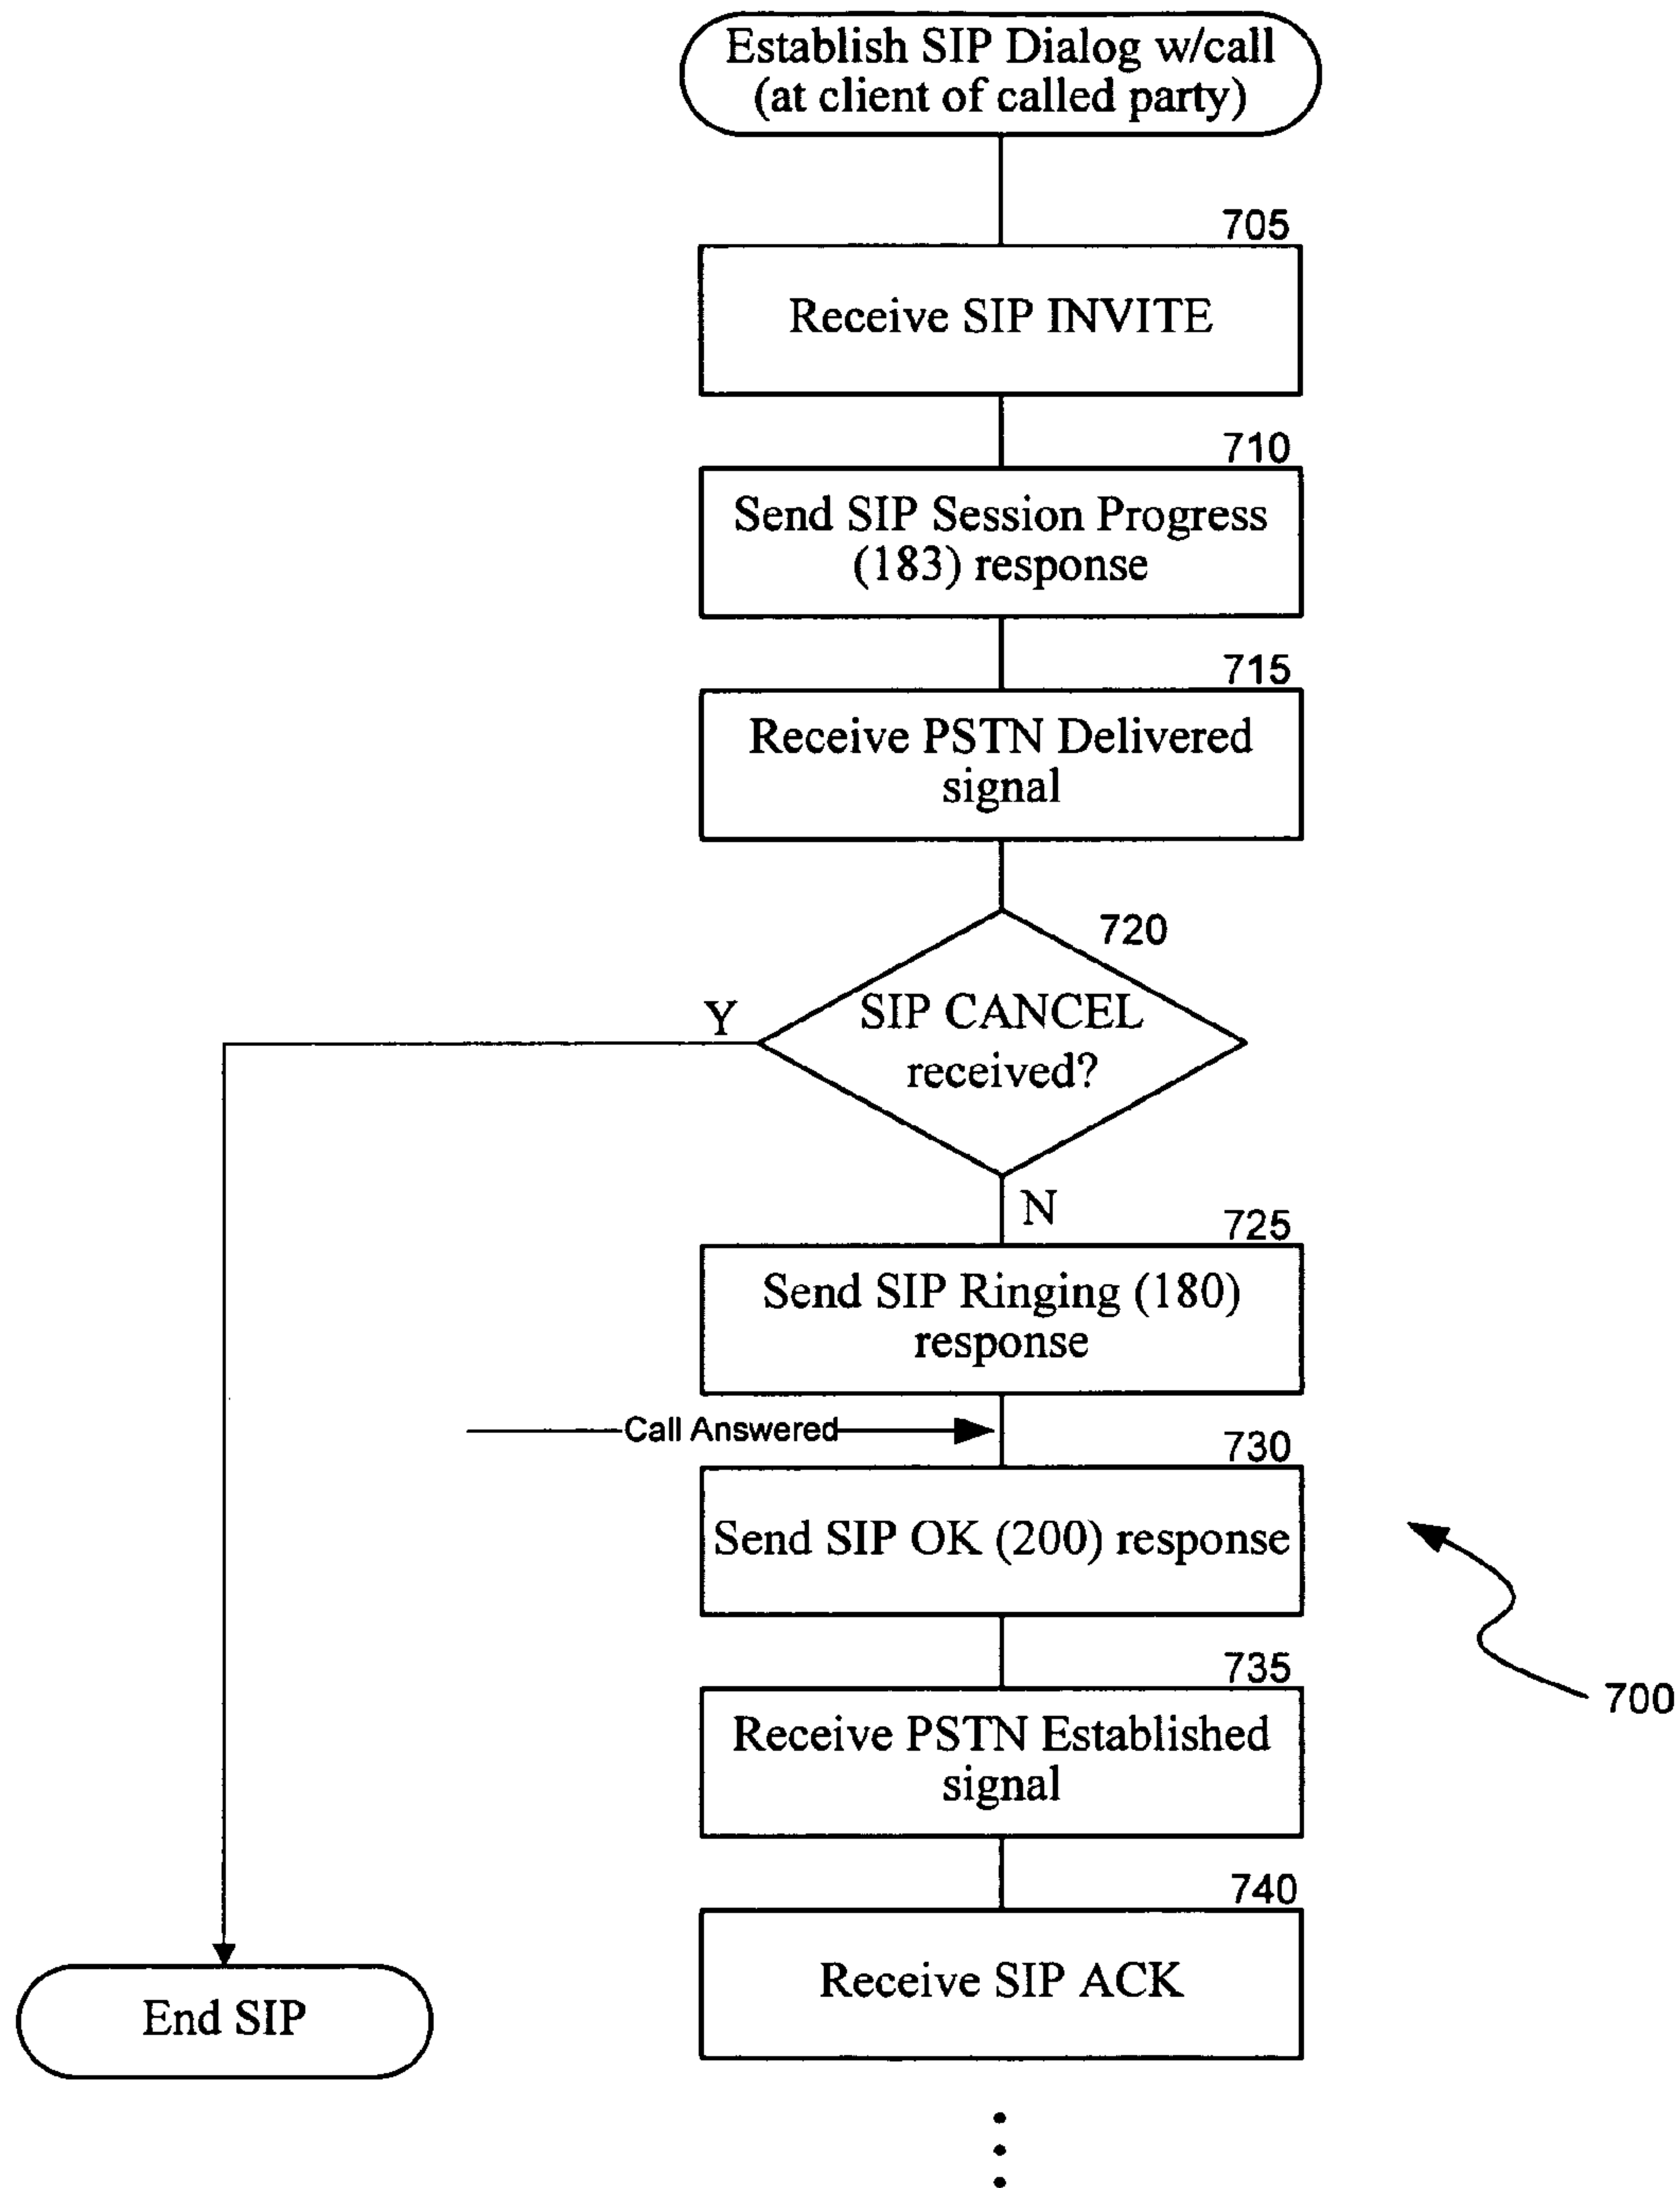 Establish SIP Dialog w/call
(at client of called party)
705
Receive SIP INVITE
710
Send SIP Session Progress
(183) response
715
Receive PSTN Delivered
signal
720
SIP CANCEL
received?
Y
N
725
Send SIP Ringing (180)
response
Call Answered
730
Send SIP OK (200) response
700
735
Receive PSTN Established
signal
740
Receive SIP ACK
End SIP